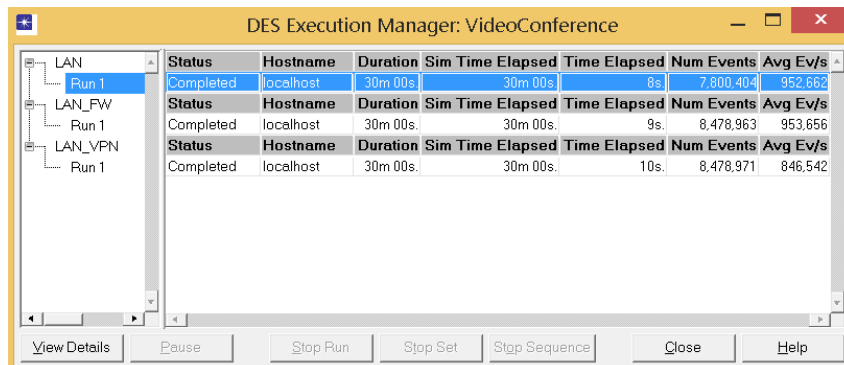 DES Execution Manager: VideoConference
LAN
Run 1
LAN_FW
Run 1
LAN_VPN
Run 1
Status Hostname Duration Sim Time Elapsed Time Elapsed Num Events Avg Ev/s
Completed localhost 30m 00s. 30m 00s. 8s. 7,800,404 952,662
Status Hostname Duration Sim Time Elapsed Time Elapsed Num Events Avg Ev/s
Completed localhost 30m 00s. 30m 00s. 9s. 8,478,963 953,656
Status Hostname Duration Sim Time Elapsed Time Elapsed Num Events Avg Ev/s
Completed localhost 30m 00s. 30m 00s. 10s. 8,478,971 846,542
View Details Pause Stop Run Stop Set Stop Sequence Close Help